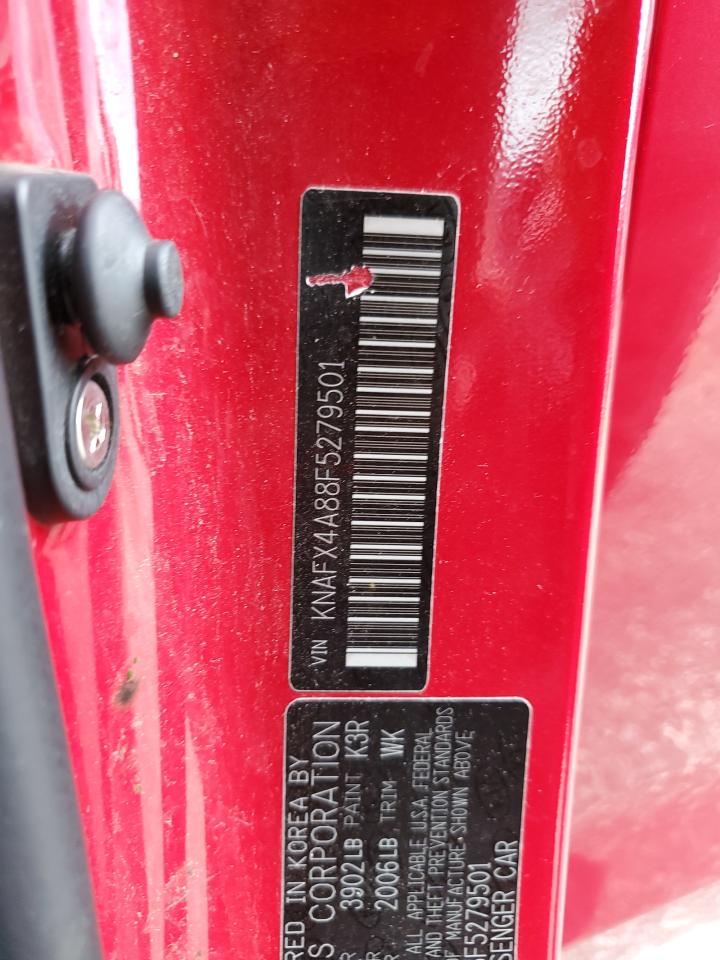 VIN KNAFX4A88F5279501
RED IN KOREA BY
S CORPORATION
3902LB PAINT K3R
2006LB , TRIM WK
ALL APPLICABLE U.S.A. FEDERAL
AND THEFT PREVENTION STANDARDS
OF MANUFACTURE SHOWN ABOVE
F5279501
SENGER CAR